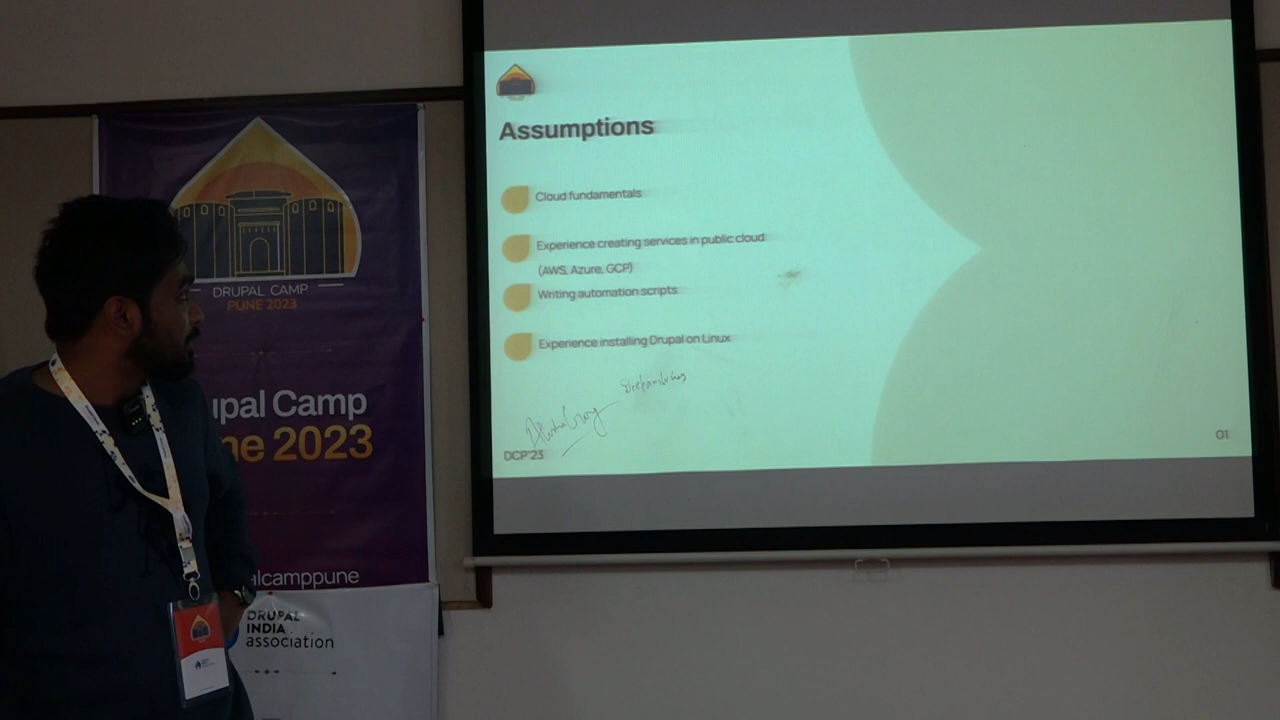 DRUPAL CAMP
PUNE 2023
upal Camp
ne 2023
alcamppune
DRUPAL
INDIA
association
Assumptions
Cloud fundamentals
Experience creating services in public cloud
(AWS, Azure, GCP)
Writing automation scripts
Experience installing Drupal on Linux
DCP'23
01